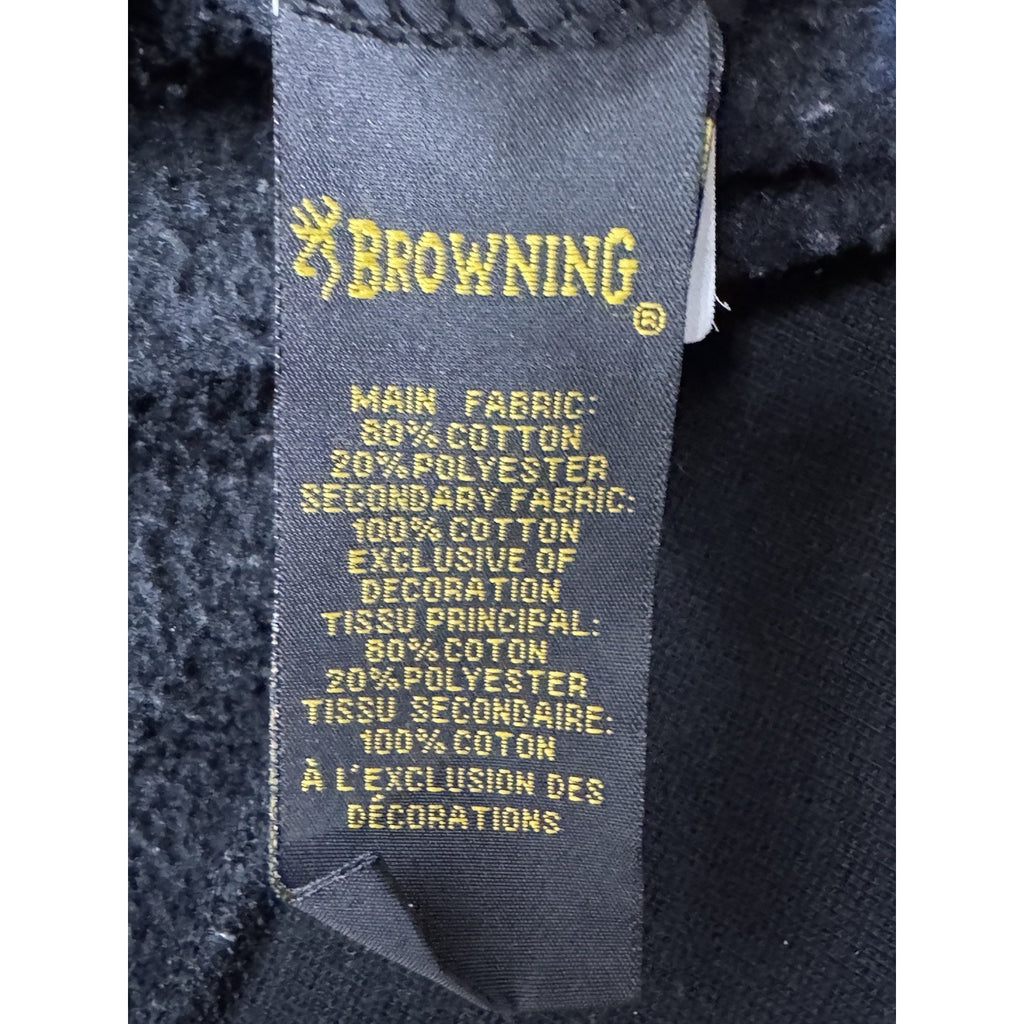 BROWNING
®
MAIN FABRIC:
80% COTTON
20% POLYESTER
SECONDARY FABRIC:
100% COTTON
EXCLUSIVE OF
DECORATION
TISSU PRINCIPAL:
80% COTON
20% POLYESTER
TISSU SECONDAIRE:
100% COTON
À L'EXCLUSION DES
DÉCORATIONS